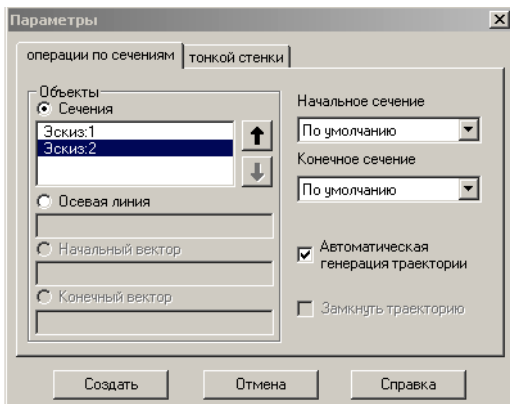 Параметры
операции по сечениям
тонкой стенки
Объекты
Сечения
Эскиз:1
Эскиз:2
Осевая линия
Начальный вектор
Конечный вектор
Начальное сечение
По умолчанию
Конечное сечение
По умолчанию
Автоматическая
генерация траектории
Замкнуть траекторию
Создать
Отмена
Справка